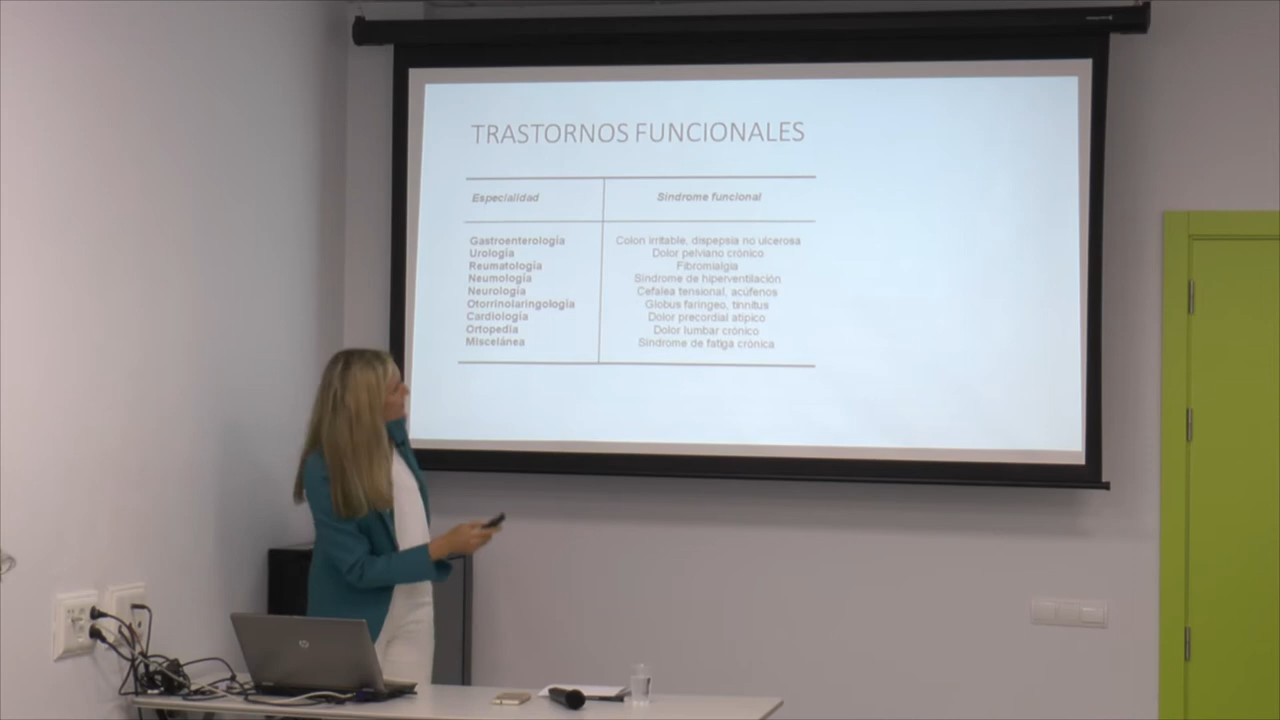 TRASTORNOS FUNCIONALES
Especialidad Síndrome funcional
Gastroenterología Colon irritable, dispepsia no ulcerosa
Urología Dolor pelviano crónico
Reumatología Fibromialgia
Neumología Síndrome de hiperventilación
Neurología Cefalea tensional, acúfenos
Otorrinolaringología Globus faríngeo, tinnitus
Cardiología Dolor precordial atípico
Ortopedia Dolor lumbar crónico
Miscelánea Síndrome de fatiga crónica
hp